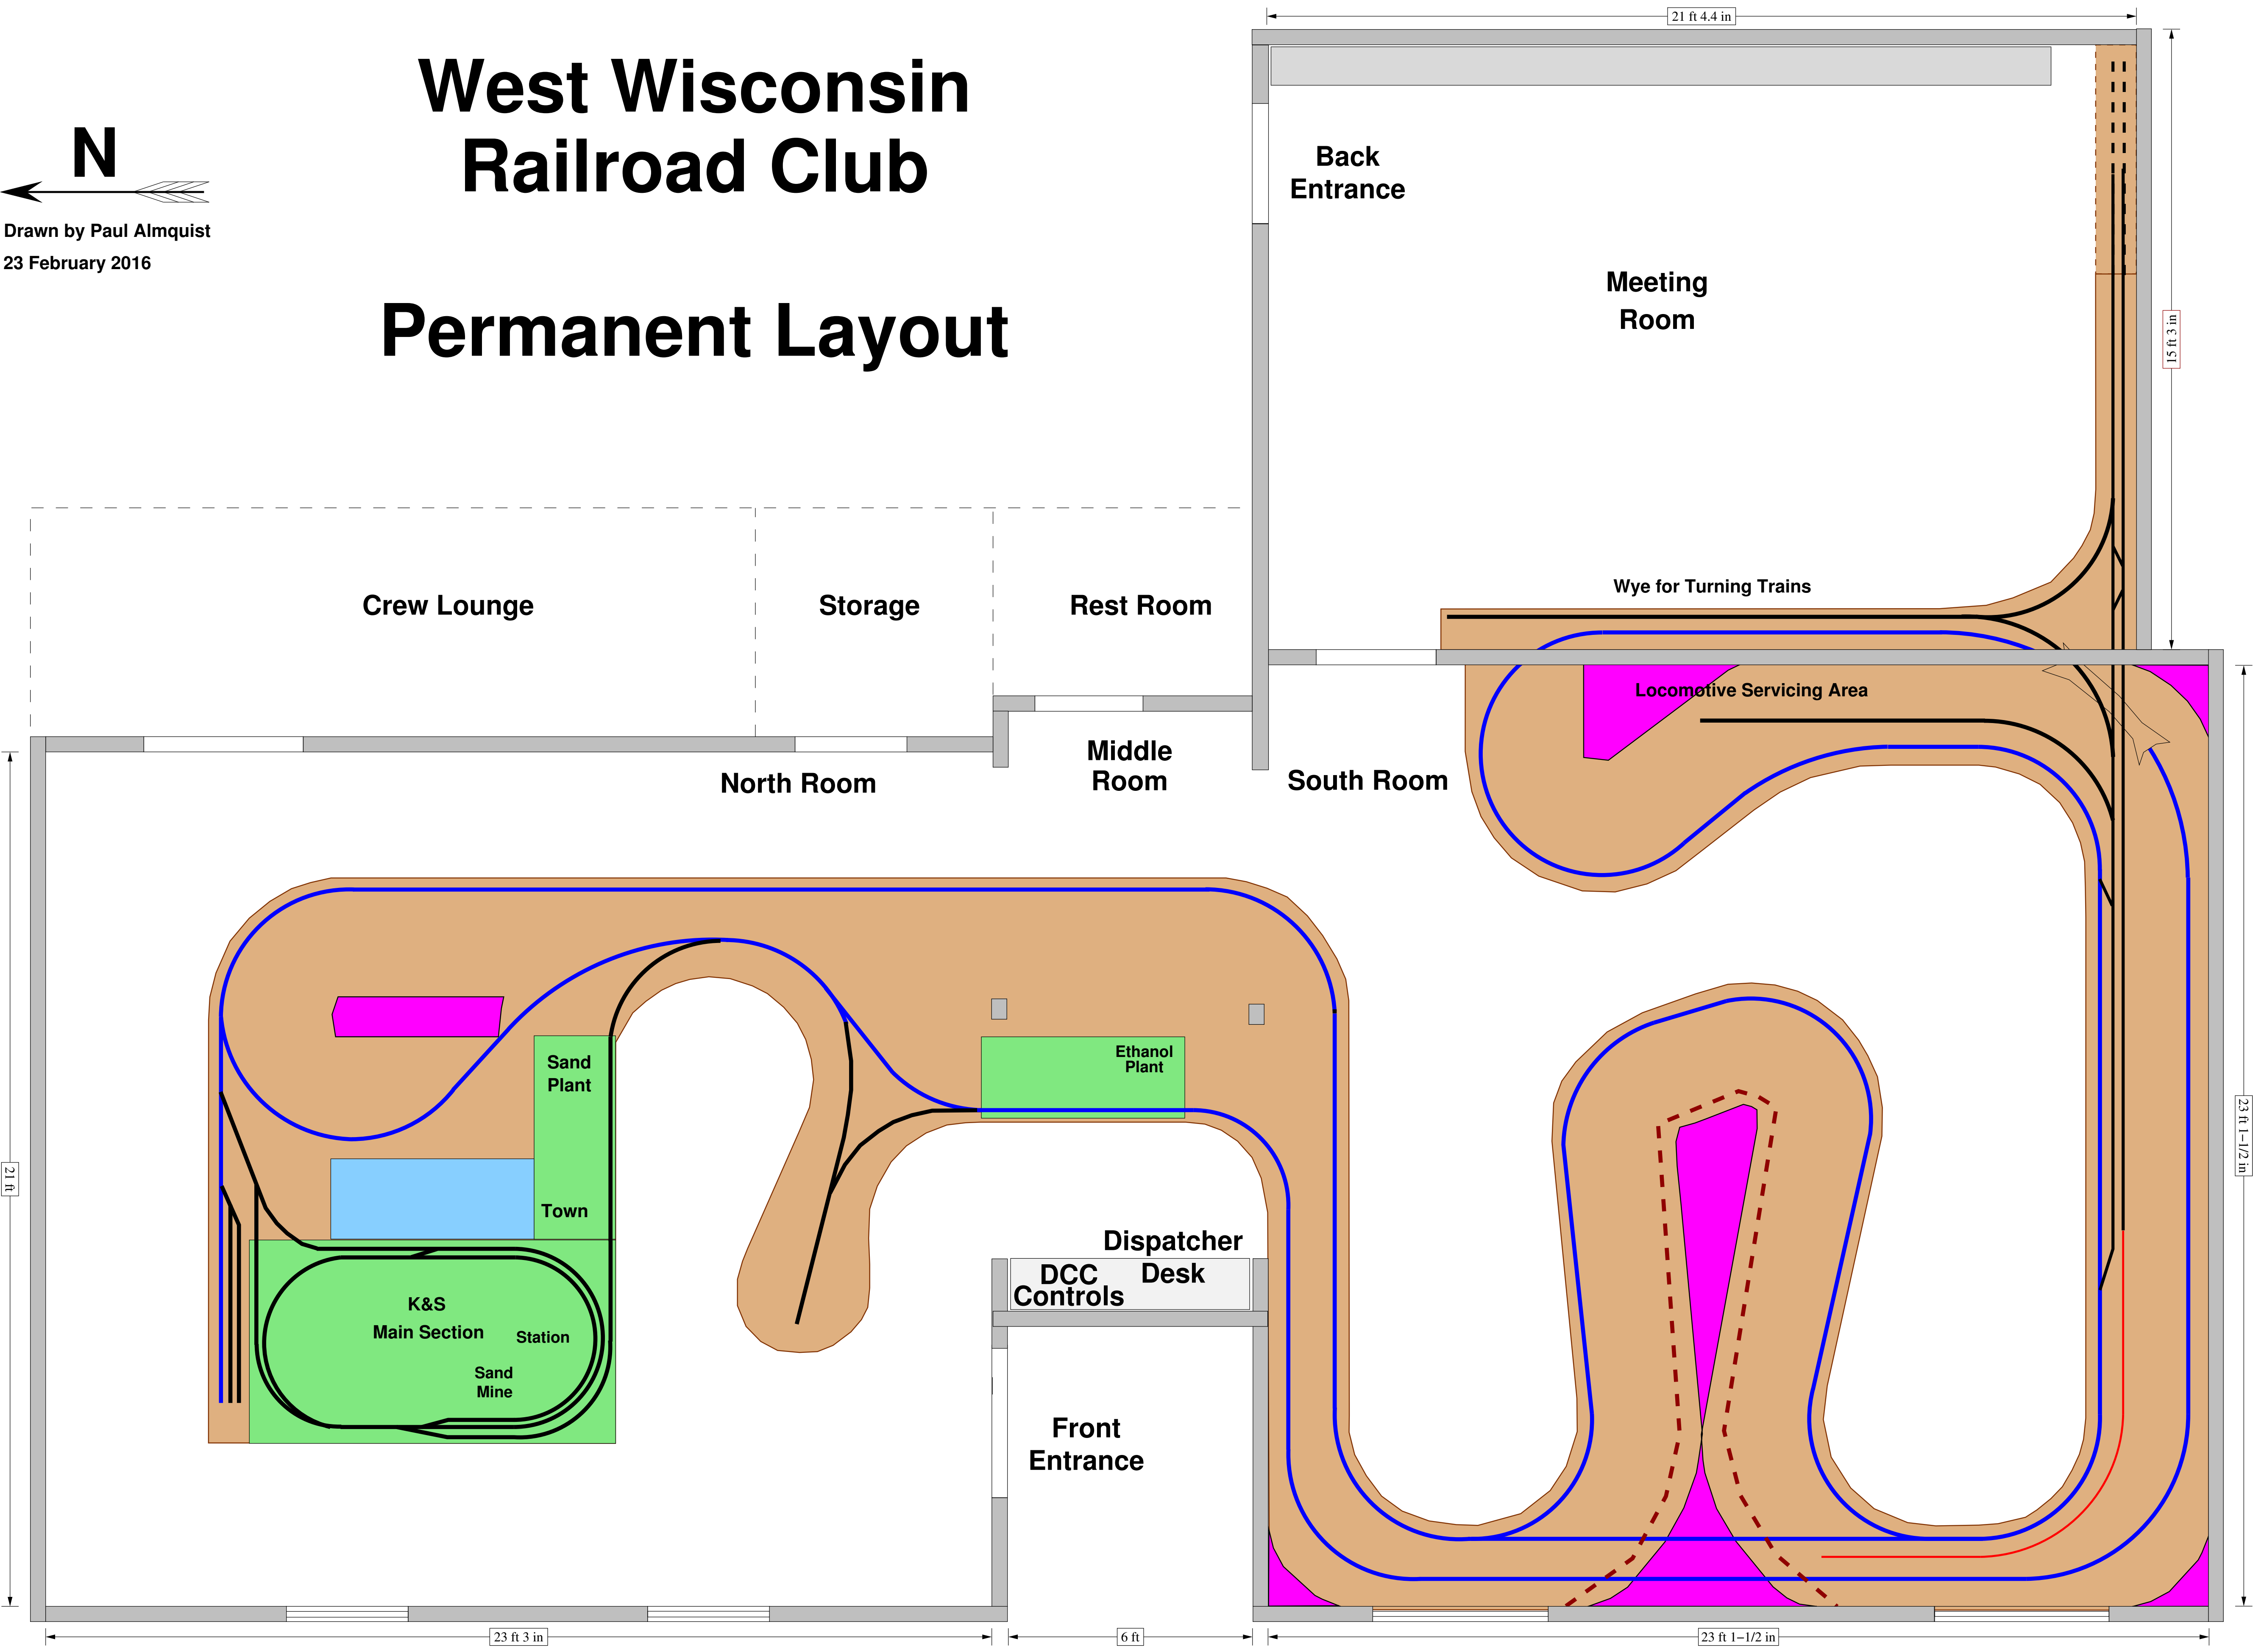 21 ft 4.4 in
West Wisconsin
Railroad Club
Permanent Layout
N
Drawn by Paul Almquist
23 February 2016
Back
Entrance
Meeting
Room
15 ft 3 in
Wye for Turning Trains
Crew Lounge
Storage
Rest Room
Locomotive Servicing Area
North Room
Middle
Room
South Room
Sand
Plant
Ethanol
Plant
Town
21 ft
23 ft 1-1/2 in
Dispatcher
Desk
DCC
Controls
K&S
Main Section
Station
Sand
Mine
Front
Entrance
23 ft 3 in
6 ft
23 ft 1-1/2 in